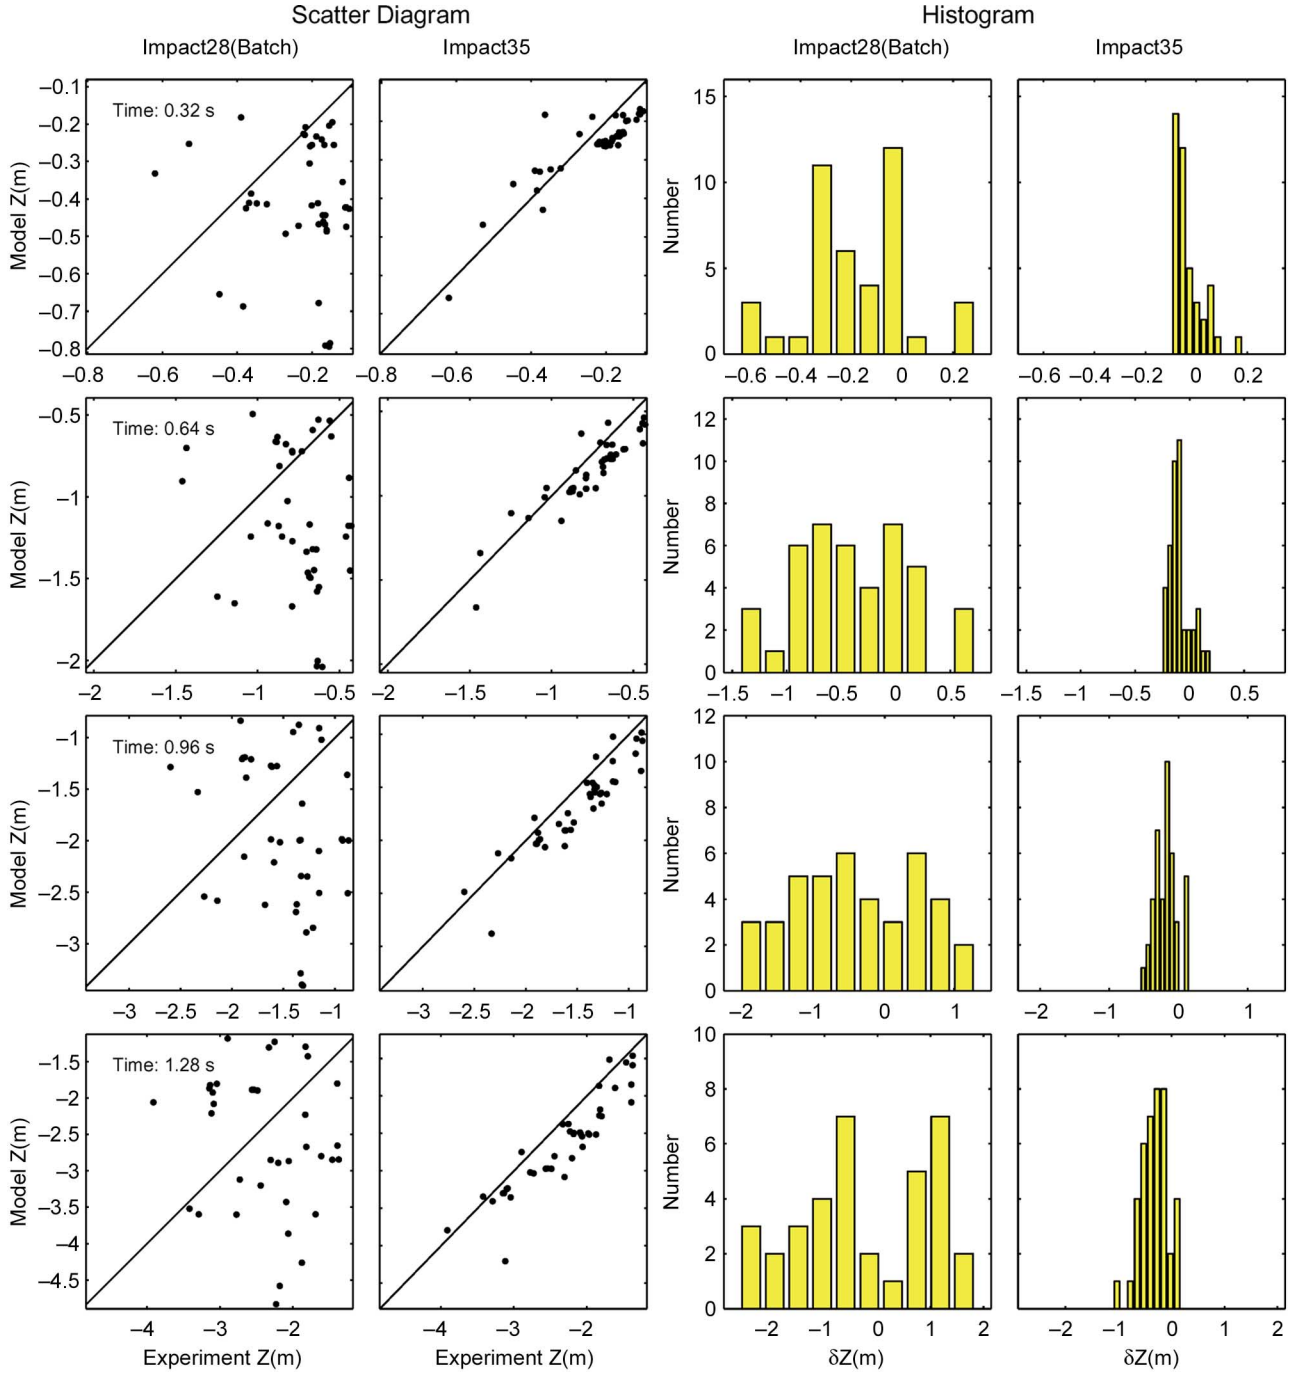 Scatter Diagram Histogram
Impact28(Batch) Impact35 Impact28(Batch) Impact35
Time: 0.32 s
Model Z(m)
–0.1
–0.2
–0.3
–0.4
–0.5
–0.6
–0.7
–0.8
–0.8 –0.6 –0.4 –0.2
–0.8 –0.6 –0.4 –0.2
Number
15
10
5
0
–0.6 –0.4 –0.2 0 0.2
–0.6 –0.4 –0.2 0 0.2
Time: 0.64 s
Model Z(m)
–0.5
–1
–1.5
–2
–2 –1.5 –1 –0.5
–2 –1.5 –1 –0.5
Number
12
10
8
6
4
2
0
–1.5 –1 –0.5 0 0.5
–1.5 –1 –0.5 0 0.5
Time: 0.96 s
Model Z(m)
–1
–1.5
–2
–2.5
–3
–3 –2.5 –2 –1.5 –1
–3 –2.5 –2 –1.5 –1
Number
12
10
8
6
4
2
0
–2 –1 0 1
–2 –1 0 1
Time: 1.28 s
Model Z(m)
–1.5
–2
–2.5
–3
–3.5
–4
–4.5
–4 –3 –2
–4 –3 –2
Number
10
8
6
4
2
0
–2 –1 0 1 2
–2 –1 0 1 2
Experiment Z(m) Experiment Z(m) δZ(m) δZ(m)